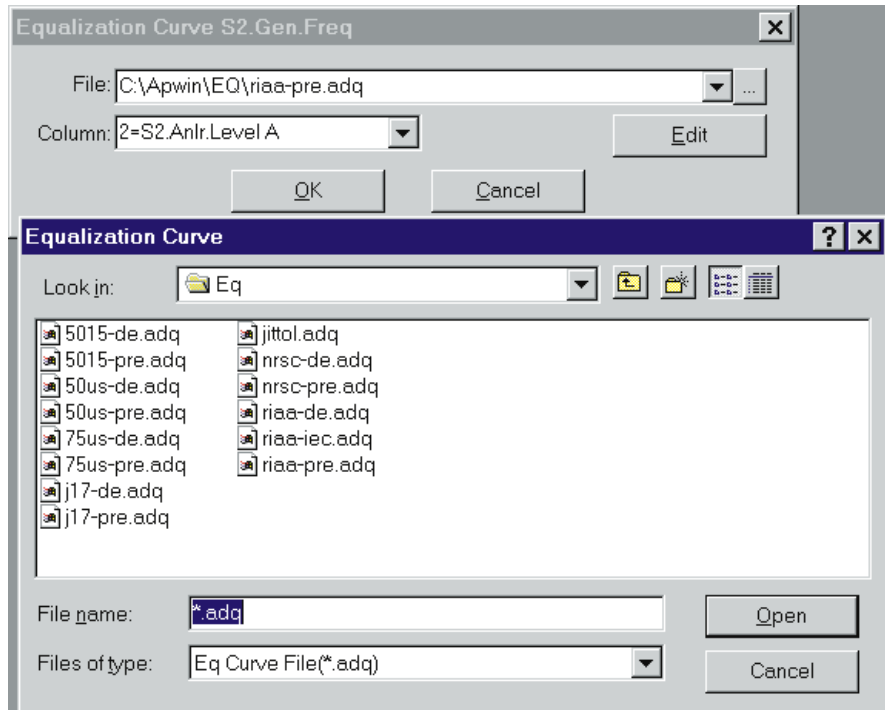 Equalization Curve S2.Gen.Freq
File: C:\Apwin\EQ\riaa-pre.adq ...
Column: 2=S2.Anlr.Level A Edit
OK Cancel
Equalization Curve ?
Look in: Eq
5015-de.adq jittol.adq
5015-pre.adq nrsc-de.adq
50us-de.adq nrsc-pre.adq
50us-pre.adq riaa-de.adq
75us-de.adq riaa-iec.adq
75us-pre.adq riaa-pre.adq
j17-de.adq
j17-pre.adq
File name: *.adq Open
Files of type: Eq Curve File(*.adq) Cancel